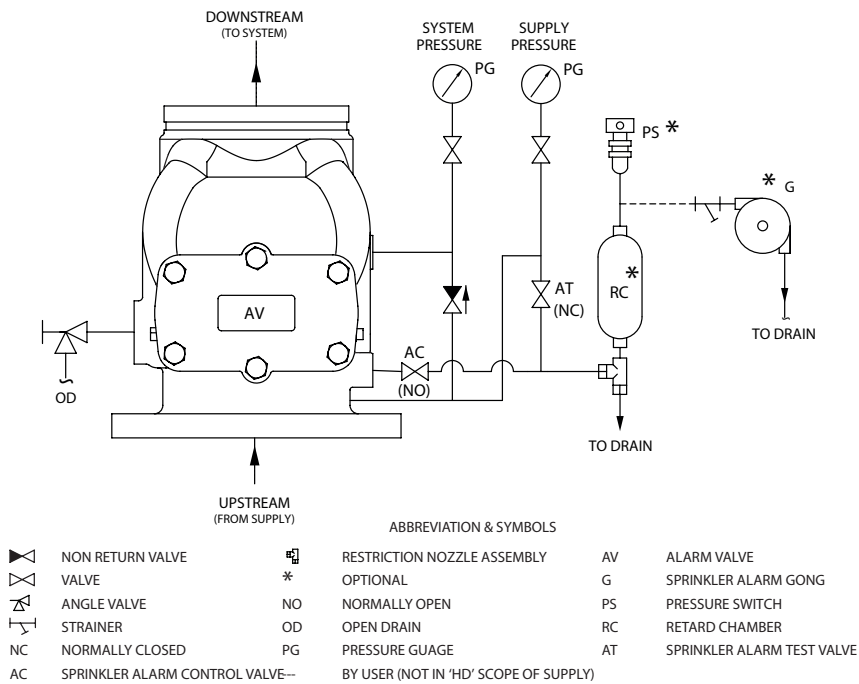 DOWNSTREAM
(TO SYSTEM)
SYSTEM
PRESSURE
SUPPLY
PRESSURE
PG
PG
PS *
* G
*
RC
AT
(NC)
TO DRAIN
AV
AC
(NO)
OD
TO DRAIN
UPSTREAM
(FROM SUPPLY)
ABBREVIATION & SYMBOLS
NON RETURN VALVE
RESTRICTION NOZZLE ASSEMBLY
AV ALARM VALVE
VALVE
* OPTIONAL
G SPRINKLER ALARM GONG
ANGLE VALVE
NO NORMALLY OPEN
PS PRESSURE SWITCH
STRAINER
OD OPEN DRAIN
RC RETARD CHAMBER
NC NORMALLY CLOSED
PG PRESSURE GUAGE
AT SPRINKLER ALARM TEST VALVE
AC SPRINKLER ALARM CONTROL VALVE
--- BY USER (NOT IN 'HD' SCOPE OF SUPPLY)